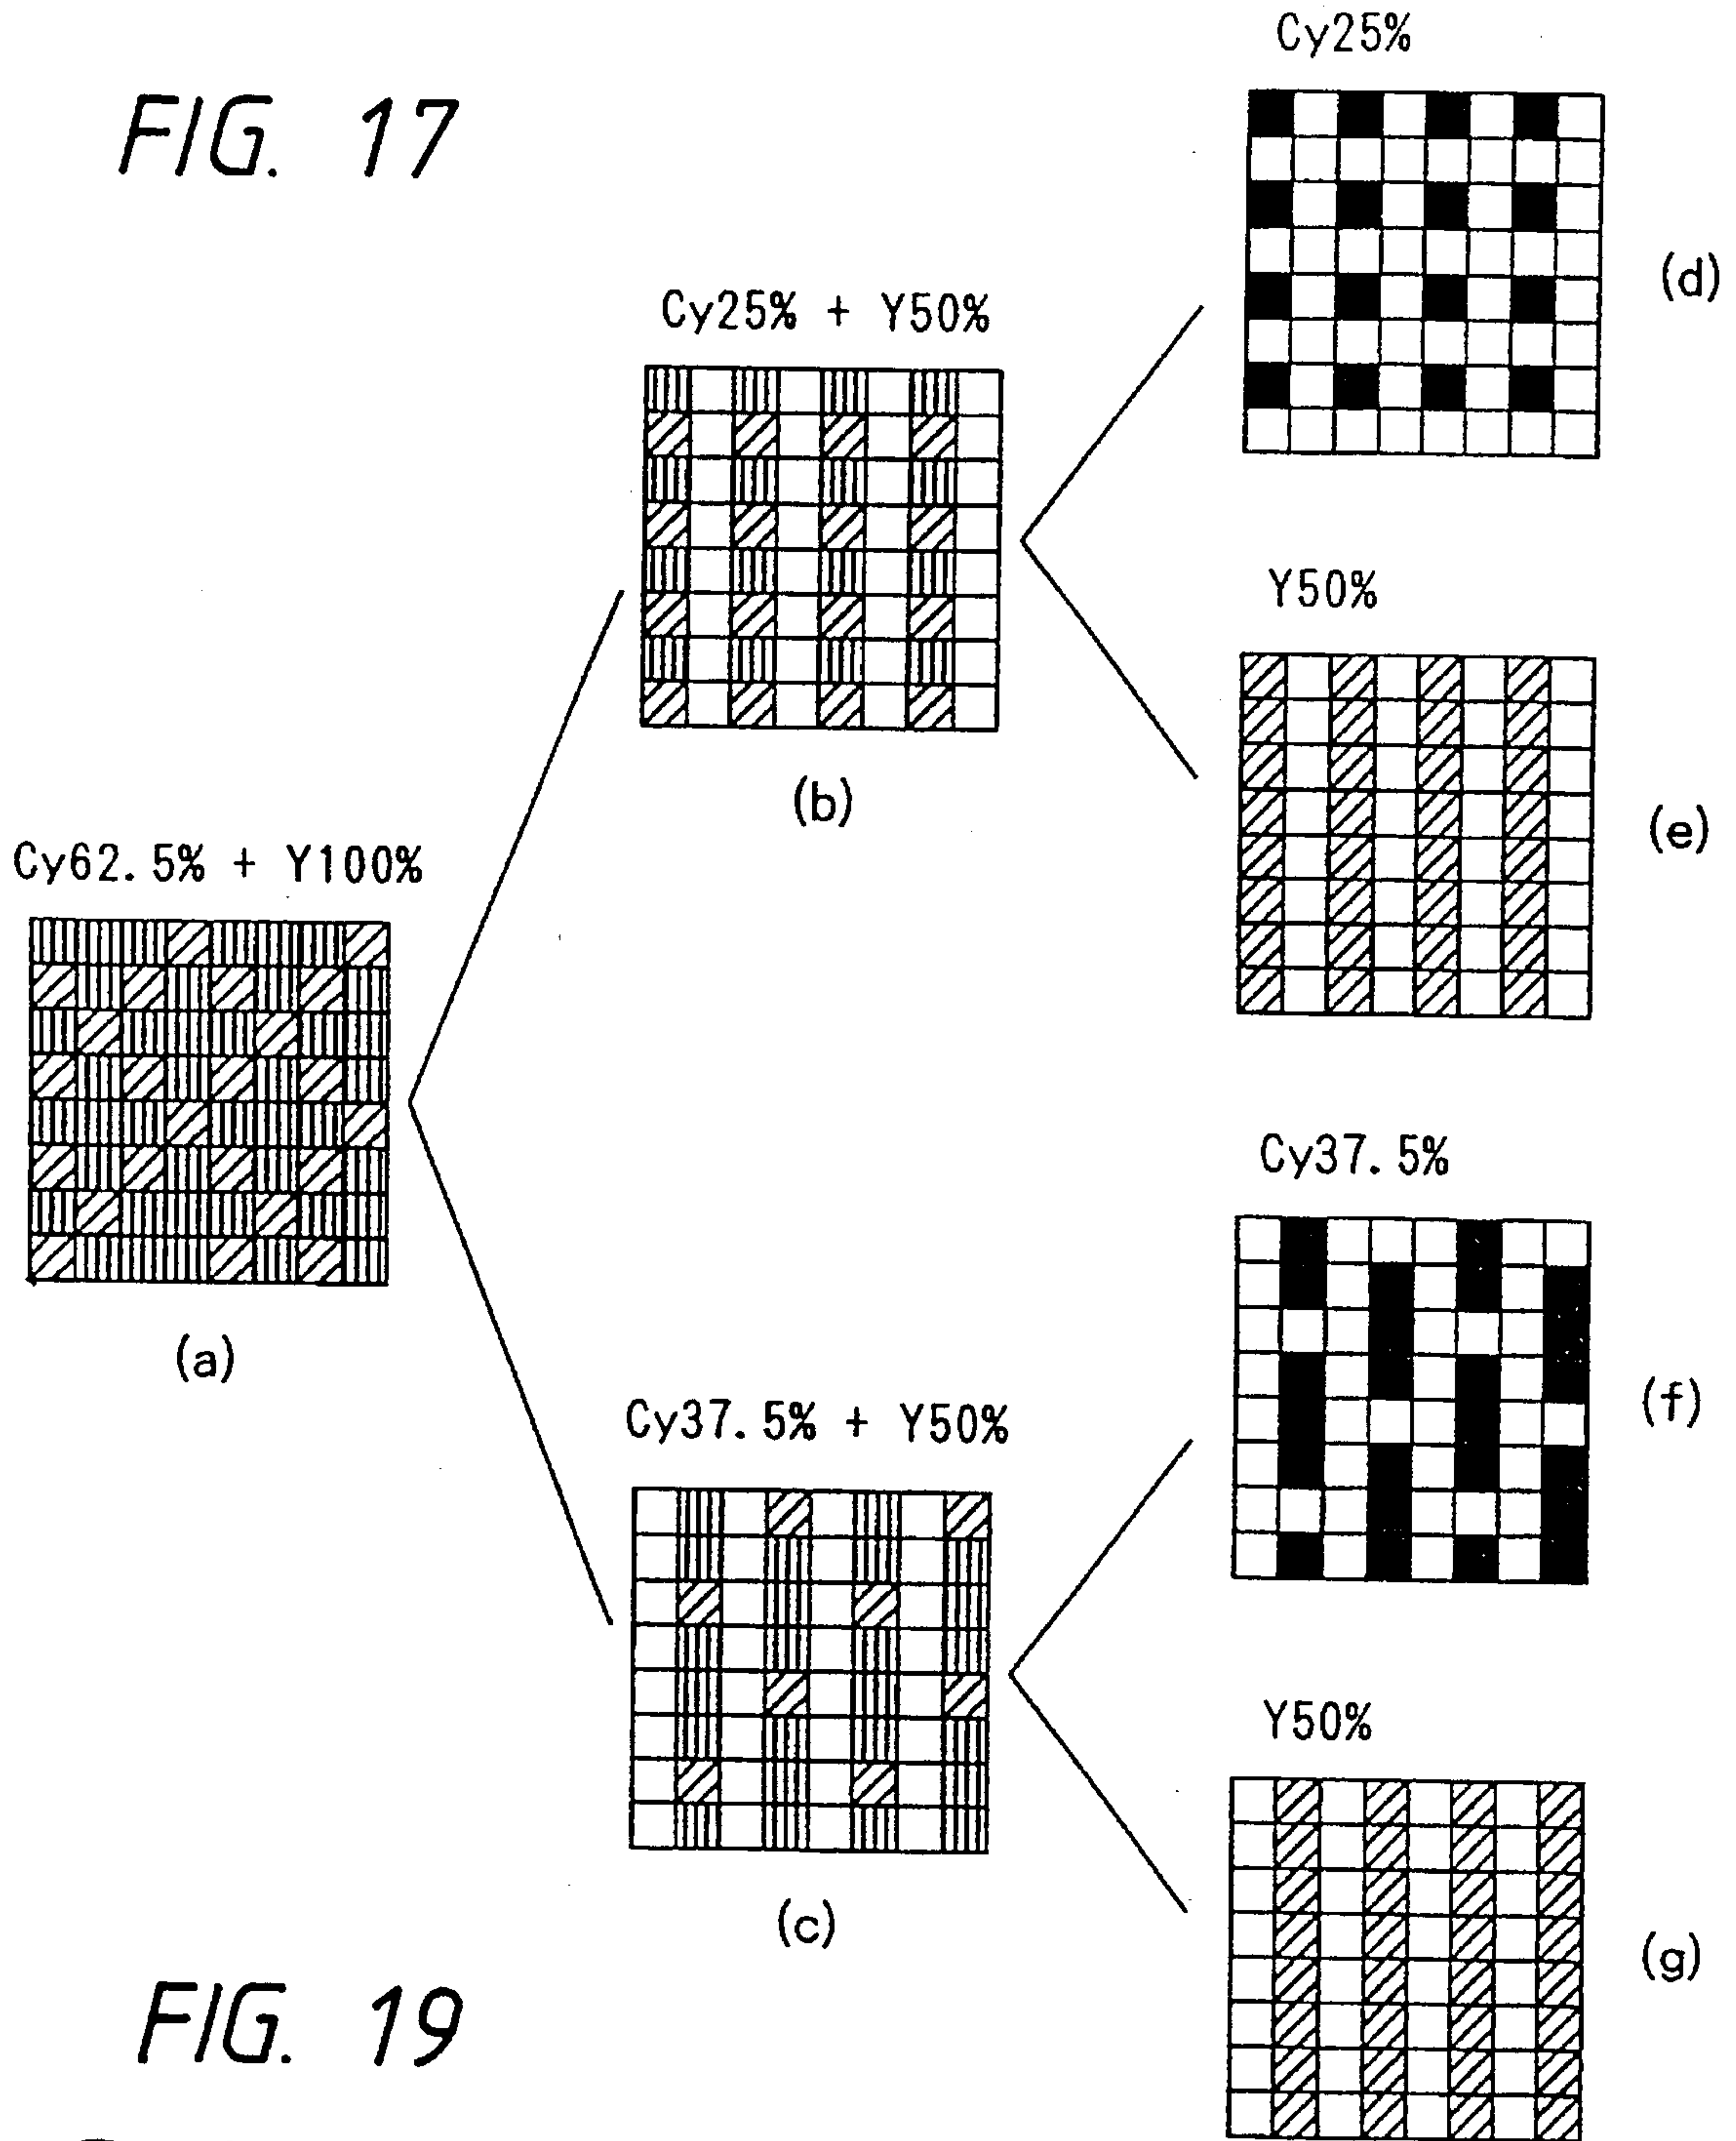 FIG. 17
Cy25%
(d)
Cy25% + Y50%
(b)
Y50%
(e)
Cy62.5% + Y100%
(a)
Cy37.5%
(f)
Cy37.5% + Y50%
(c)
Y50%
(g)
FIG. 19